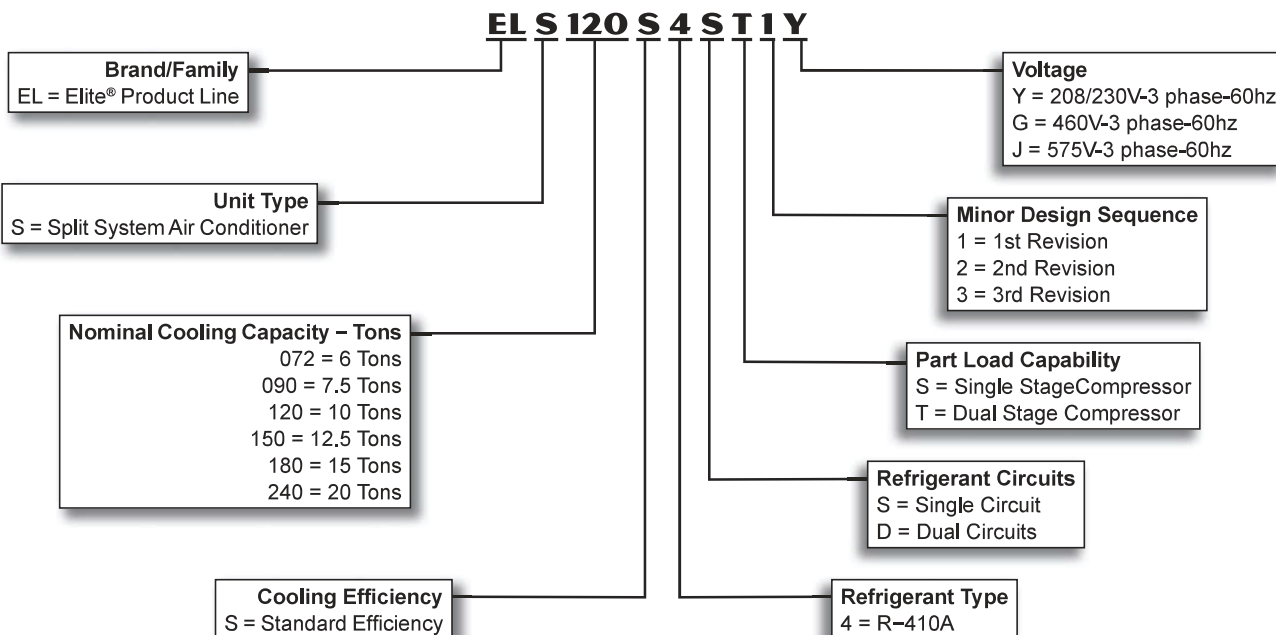 EL S 120 S 4 S T 1 Y
Brand/Family
EL = Elite® Product Line
Unit Type
S = Split System Air Conditioner
Nominal Cooling Capacity – Tons
072 = 6 Tons
090 = 7.5 Tons
120 = 10 Tons
150 = 12.5 Tons
180 = 15 Tons
240 = 20 Tons
Cooling Efficiency
S = Standard Efficiency
Voltage
Y = 208/230V-3 phase-60hz
G = 460V-3 phase-60hz
J = 575V-3 phase-60hz
Minor Design Sequence
1 = 1st Revision
2 = 2nd Revision
3 = 3rd Revision
Part Load Capability
S = Single StageCompressor
T = Dual Stage Compressor
Refrigerant Circuits
S = Single Circuit
D = Dual Circuits
Refrigerant Type
4 = R–410A